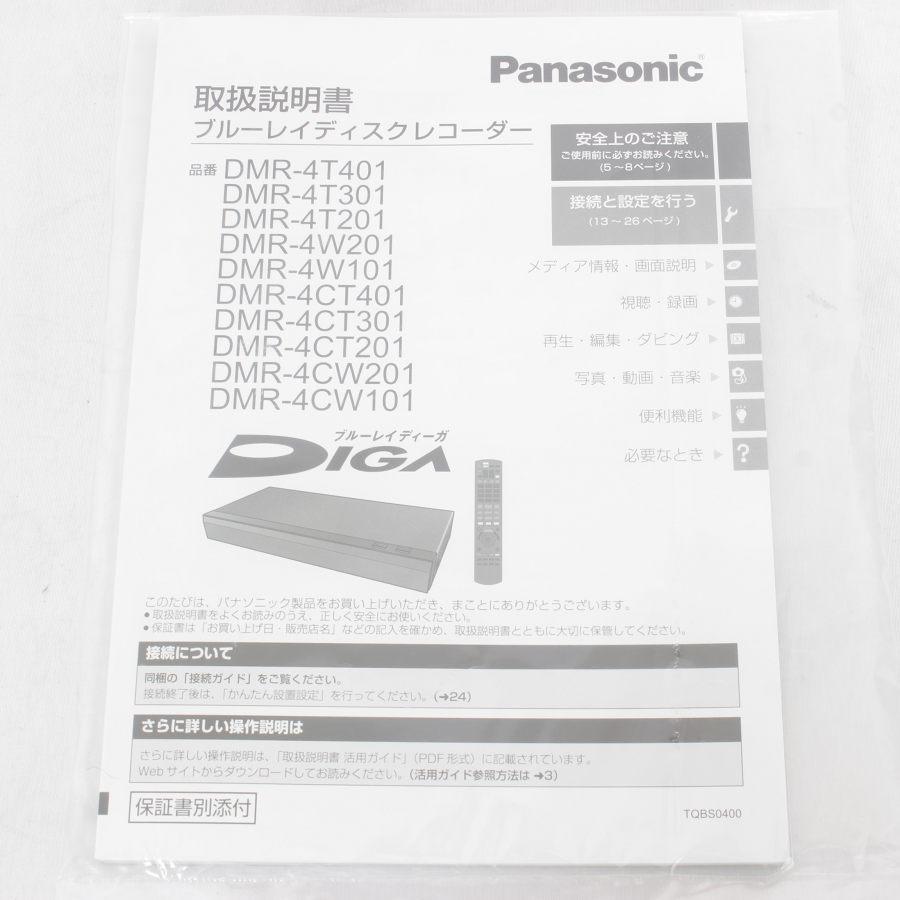 Panasonic®
取扱説明書
ブルーレイディスクレコーダー
品番 DMR-4T401
DMR-4T301
DMR-4T201
DMR-4W201
DMR-4W101
DMR-4CT401
DMR-4CT301
DMR-4CT201
DMR-4CW201
DMR-4CW101
安全上のご注意
ご使用前に必ずお読みください。
(5～8ページ)
接続と設定を行う
(13～26ページ)
メディア情報・画面説明
視聴・録画
再生・編集・ダビング
写真・動画・音楽
便利機能
必要なとき
?
ブルーレイディーガ
DIGA
このたびは、パナソニック製品をお買い上げいただき、まことにありがとうございます。
●取扱説明書をよくお読みのうえ、正しく安全にお使いください。
●保証書は「お買い上げ日・販売店名」などの記入を確かめ、取扱説明書とともに大切に保管してください。
接続について
同梱の「接続ガイド」をご覧ください。
接続終了後は、「かんたん設置設定」を行ってください。(➔24)
さらに詳しい操作説明は
さらに詳しい操作説明は、「取扱説明書 活用ガイド」(PDF形式)に記載されています。
Webサイトからダウンロードしてお読みください。(活用ガイド参照方法は ➔3)
保証書別添付
TQBS0400